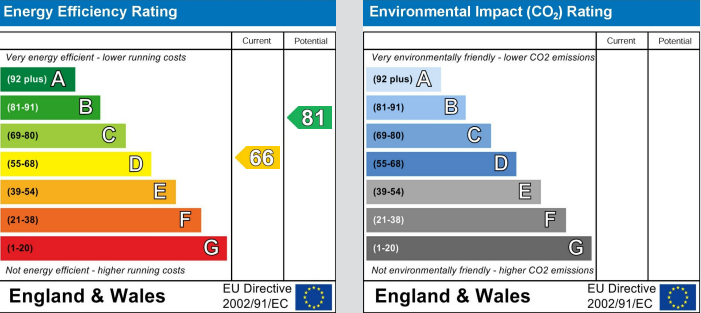 Energy Efficiency Rating
Current Potential
Very energy efficient - lower running costs
(92 plus) A
(81-91) B
81
(69-80) C
(55-68) D
66
(39-54) E
(21-38) F
(1-20) G
Not energy efficient - higher running costs
England & Wales
EU Directive
2002/91/EC
Environmental Impact (CO₂) Rating
Current Potential
Very environmentally friendly - lower CO2 emissions
(92 plus) A
(81-91) B
(69-80) C
(55-68) D
(39-54) E
(21-38) F
(1-20) G
Not environmentally friendly - higher CO2 emissions
England & Wales
EU Directive
2002/91/EC